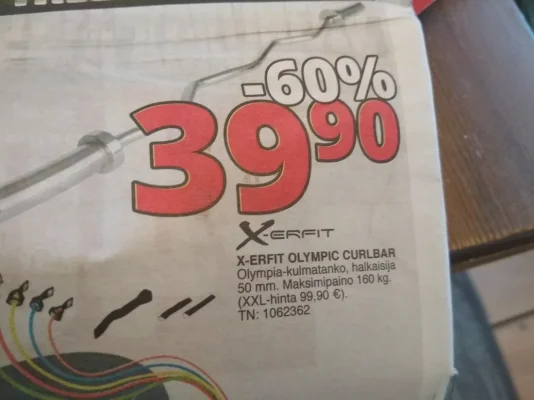 -60%
39 90
X-ERFIT
X-ERFIT OLYMPIC CURLBAR
Olympia-kulmatanko, halkaisija
50 mm. Maksimipaino 160 kg.
(XXL-hinta 99,90 €).
TN: 1062362